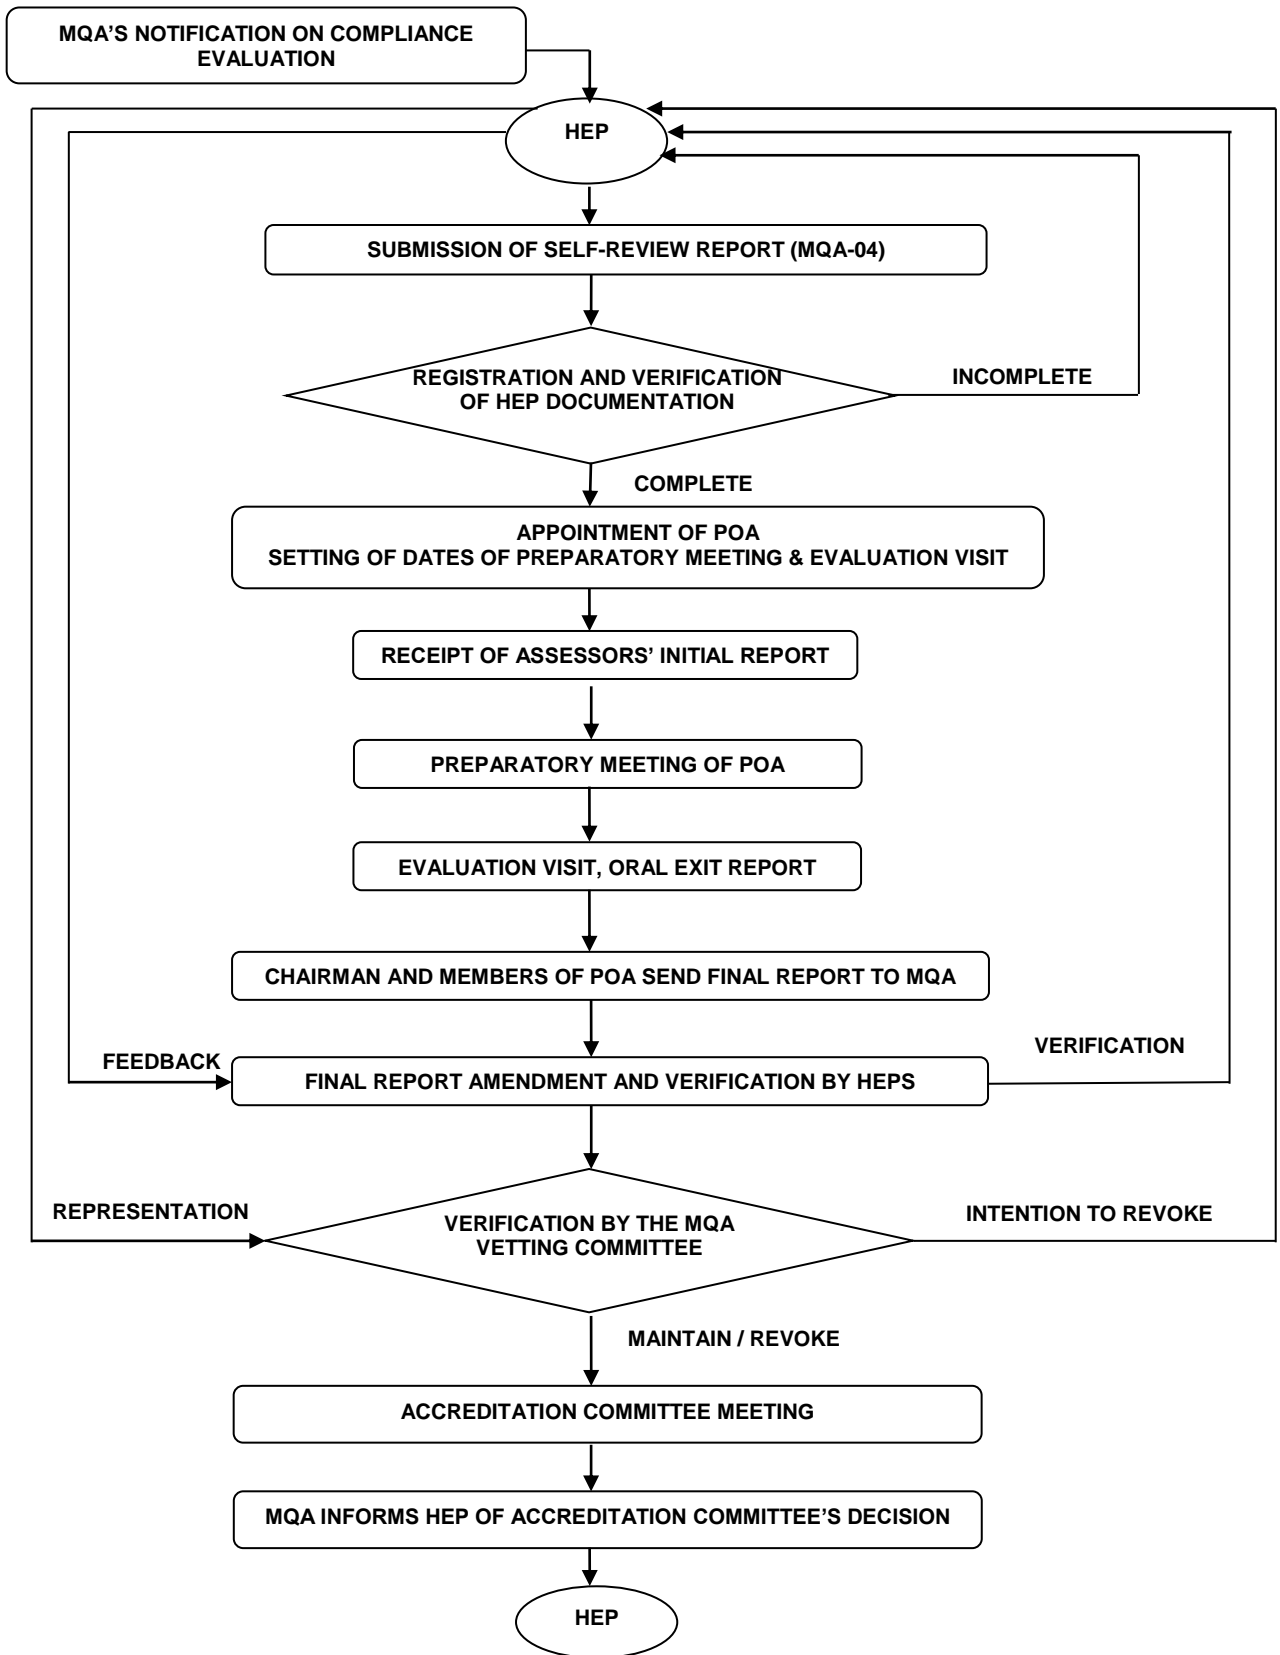 MQA'S NOTIFICATION ON COMPLIANCE
EVALUATION
HEP
SUBMISSION OF SELF-REVIEW REPORT (MQA-04)
REGISTRATION AND VERIFICATION
OF HEP DOCUMENTATION
INCOMPLETE
COMPLETE
APPOINTMENT OF POA
SETTING OF DATES OF PREPARATORY MEETING & EVALUATION VISIT
RECEIPT OF ASSESSORS' INITIAL REPORT
PREPARATORY MEETING OF POA
EVALUATION VISIT, ORAL EXIT REPORT
CHAIRMAN AND MEMBERS OF POA SEND FINAL REPORT TO MQA
VERIFICATION
FEEDBACK
FINAL REPORT AMENDMENT AND VERIFICATION BY HEPS
REPRESENTATION
VERIFICATION BY THE MQA
VETTING COMMITTEE
INTENTION TO REVOKE
MAINTAIN / REVOKE
ACCREDITATION COMMITTEE MEETING
MQA INFORMS HEP OF ACCREDITATION COMMITTEE'S DECISION
HEP